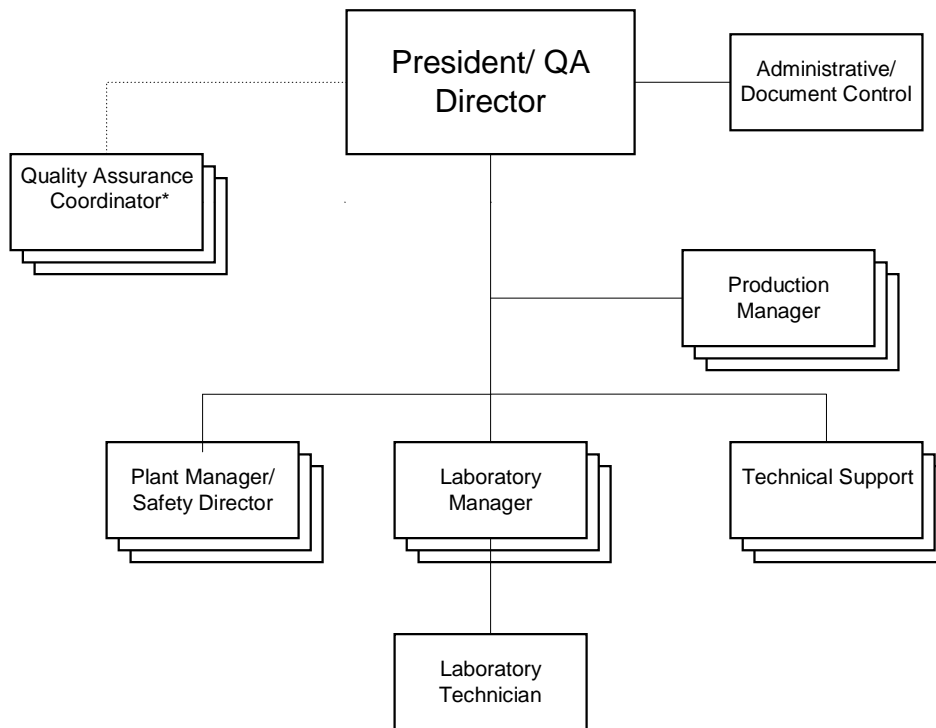 President/ QA
Director
Administrative/
Document Control
Quality Assurance
Coordinator*
Production
Manager
Plant Manager/
Safety Director
Laboratory
Manager
Technical Support
Laboratory
Technician